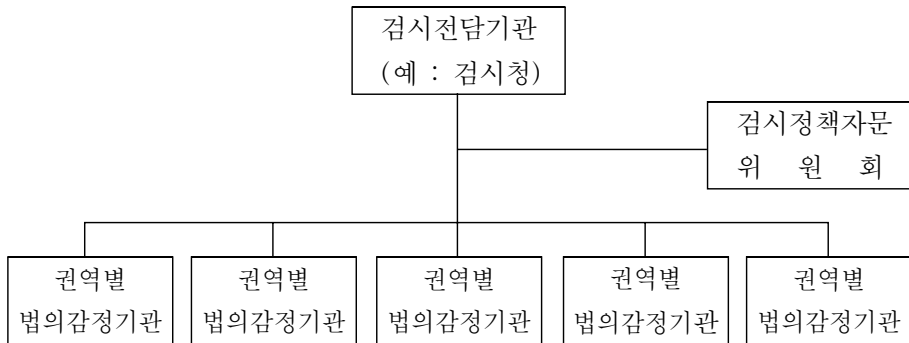 검시전담기관
(예 : 검시청)
검시정책자문
위 원 회
권역별
법의감정기관
권역별
법의감정기관
권역별
법의감정기관
권역별
법의감정기관
권역별
법의감정기관